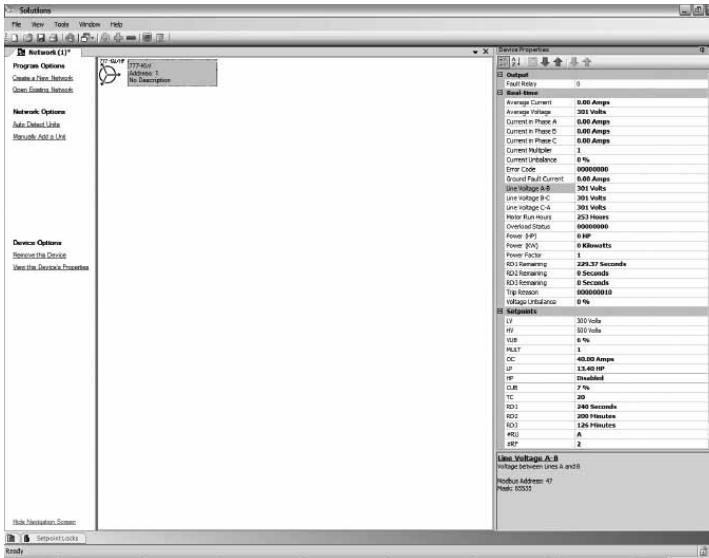 Solutions
File View Tools Window Help
Network (1)*
Program Options
Create a New Network
Open Existing Network
Network Options
Auto Detect Units
Manually Add a Unit
Device Options
Remove this Device
View this Device's Properties
Hide Navigation Screen
Address: 1
No Description
Device Properties
Output
Fault Relay 0
Real-time
Average Current 0.00 Amps
Average Voltage 301 Volts
Current in Phase A 0.00 Amps
Current in Phase B 0.00 Amps
Current in Phase C 0.00 Amps
Current Multiplier 1
Current Unbalance 0 %
Error Code 00000000
Ground Fault Current 0.00 Amps
Line Voltage A-B 301 Volts
Line Voltage B-C 301 Volts
Line Voltage C-A 301 Volts
Motor Run Hours 253 Hours
Overload Status 00000000
Power (HP) 0 HP
Power (KW) 0 Kilowatts
Power Factor 1
RD1 Remaining 229.37 Seconds
RD2 Remaining 0 Seconds
RD3 Remaining 0 Seconds
Trip Reason 000000010
Voltage Unbalance 0 %
Setpoints
LV 300 Volts
HV 500 Volts
VUB 6 %
MULT 1
OC 40.00 Amps
LP 13.40 HP
HP Disabled
CUB 7 %
TC 20
RD1 240 Seconds
RD2 200 Minutes
RD3 126 Minutes
#RU A
#RF 2
Line Voltage A-B
Voltage between Lines A and B
Modbus Address: 47
Mask: 65535
Setpoint Locks
Ready